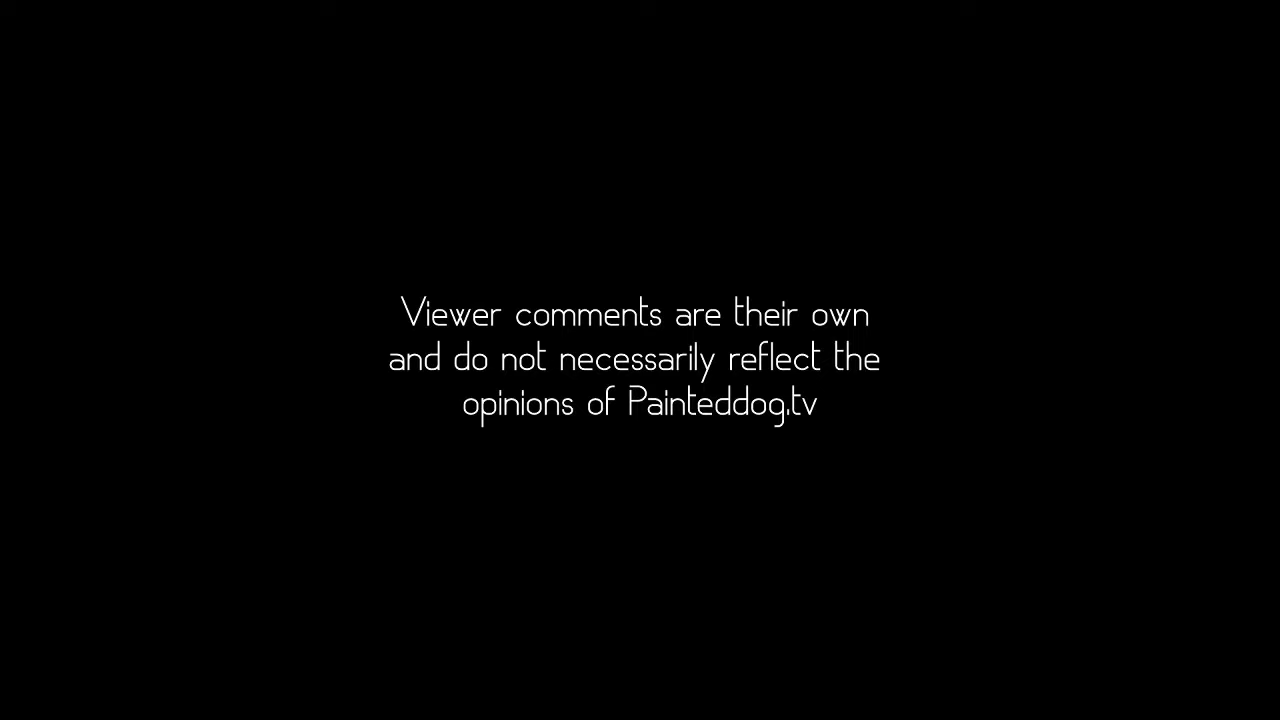 Viewer comments are their own
and do not necessarily reflect the
opinions of Painteddog.tv